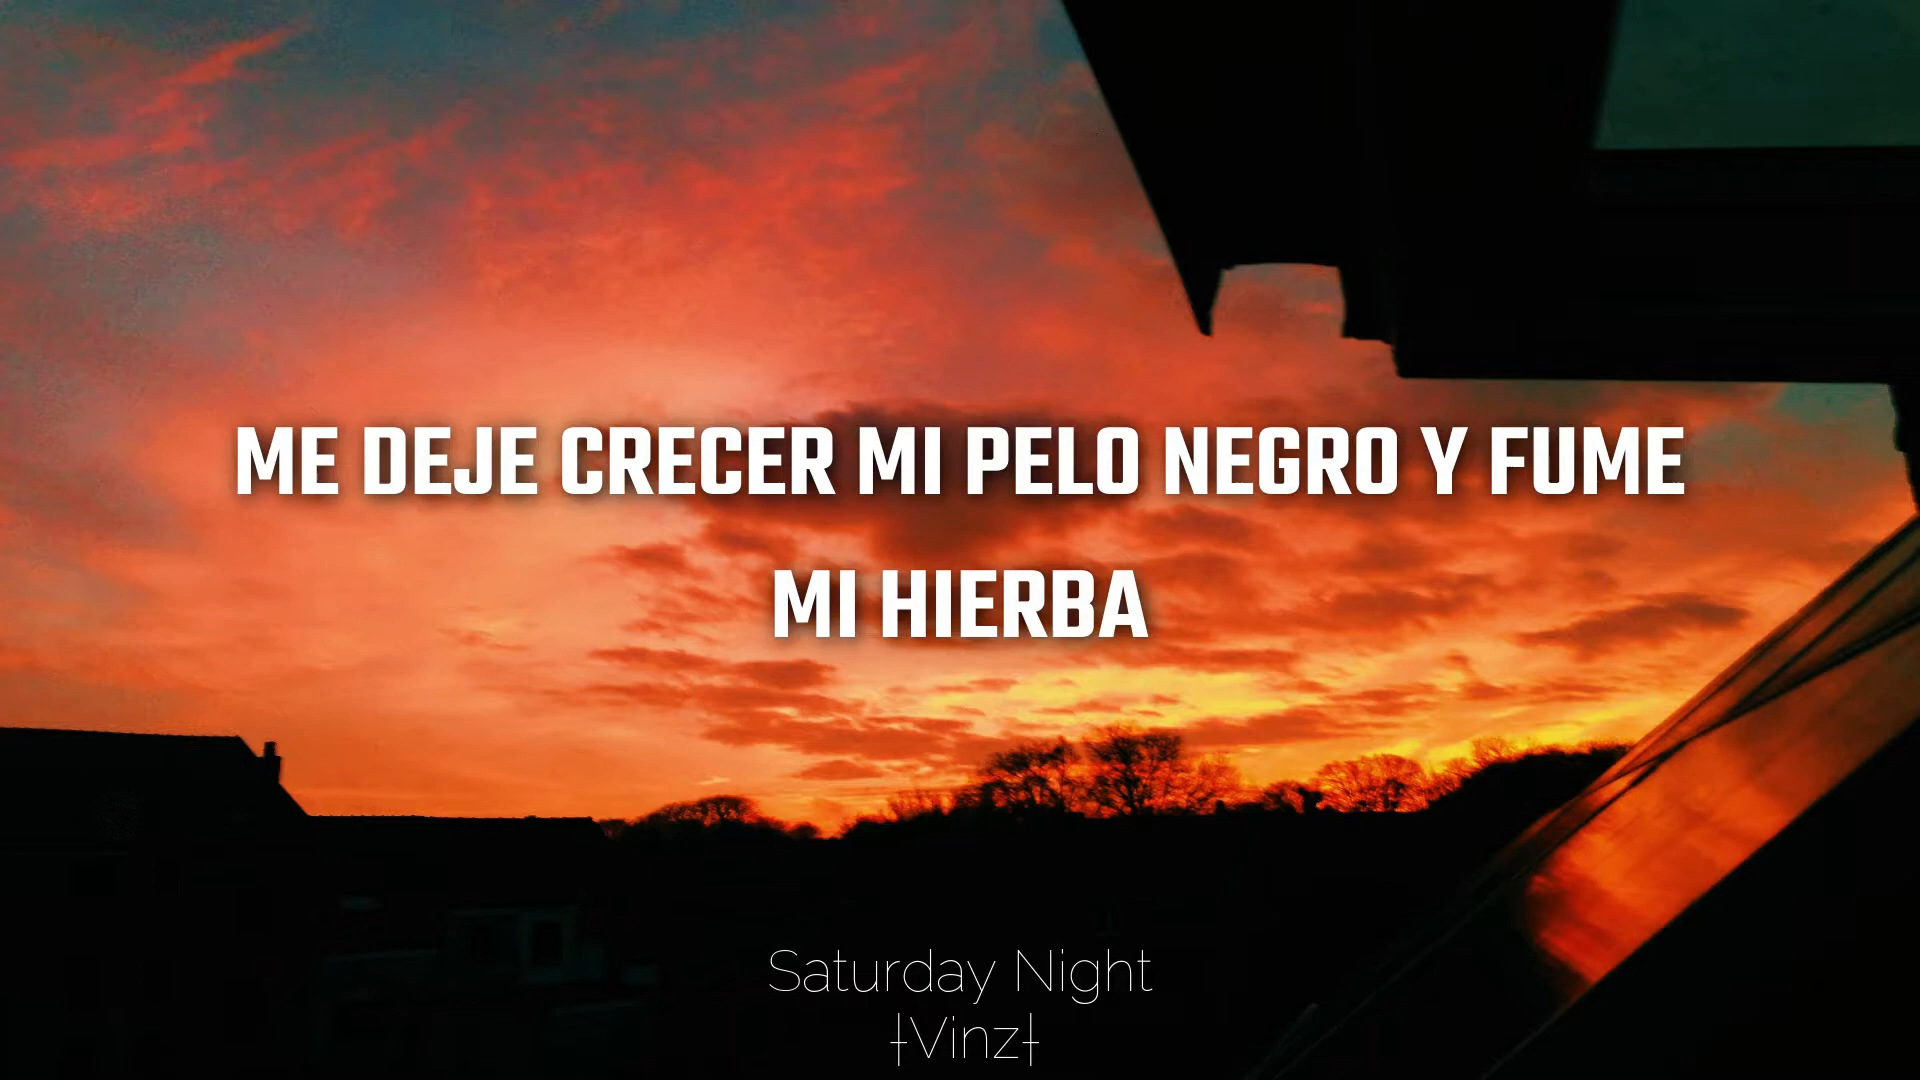 ME DEJE CRECER MI PELO NEGRO Y FUME
MI HIERBA
Saturday Night
‡Vinz‡